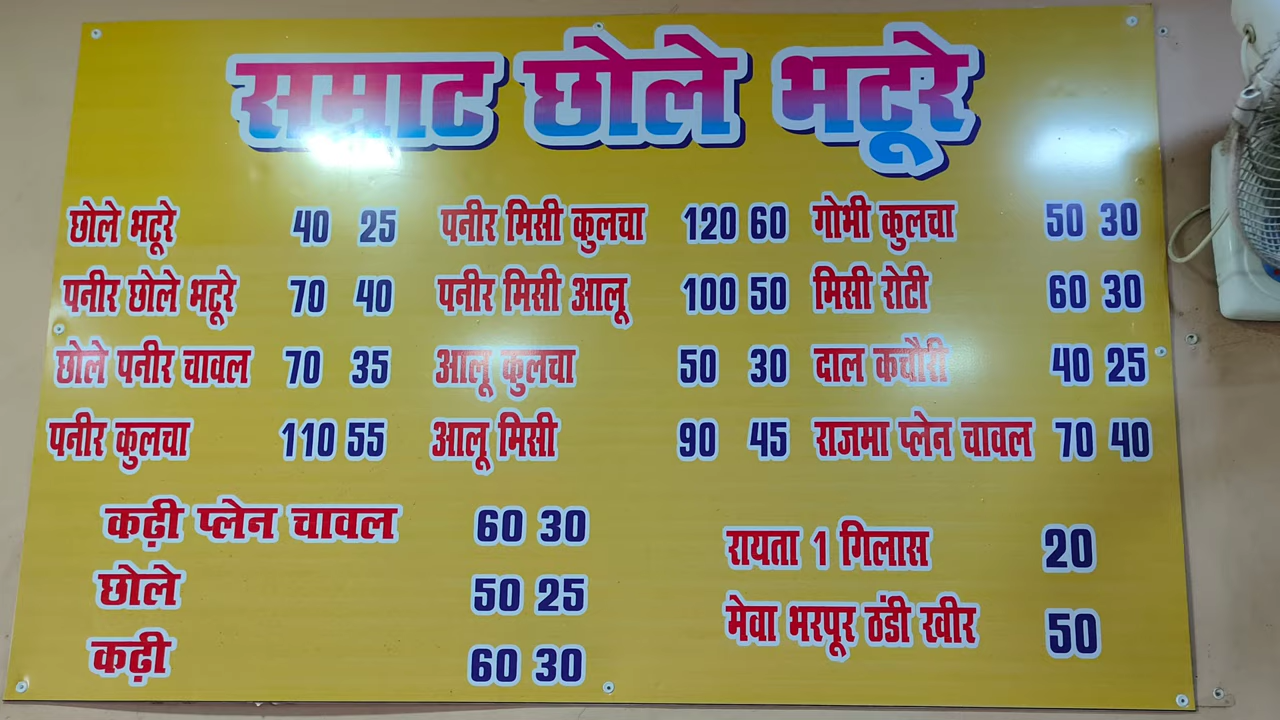 सम्राट छोले भटूरे
छोले भटूरे 40 25
पनीर छोले भटूरे 70 40
छोले पनीर चावल 70 35
पनीर कुलचा 110 55
पनीर मिसी कुलचा 120 60
पनीर मिसी आलू 100 50
आलू कुलचा 50 30
आलू मिसी 90 45
गोभी कुलचा 50 30
मिसी रोटी 60 30
दाल कचौरी 40 25
राजमा प्लेन चावल 70 40
कढ़ी प्लेन चावल 60 30
छोले 50 25
कढ़ी 60 30
रायता 1 गिलास 20
मेवा भरपूर ठंडी खीर 50